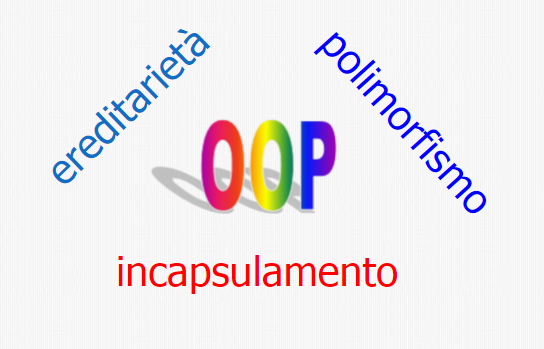 ereditarietà
polimorfismo
OOP
incapsulamento